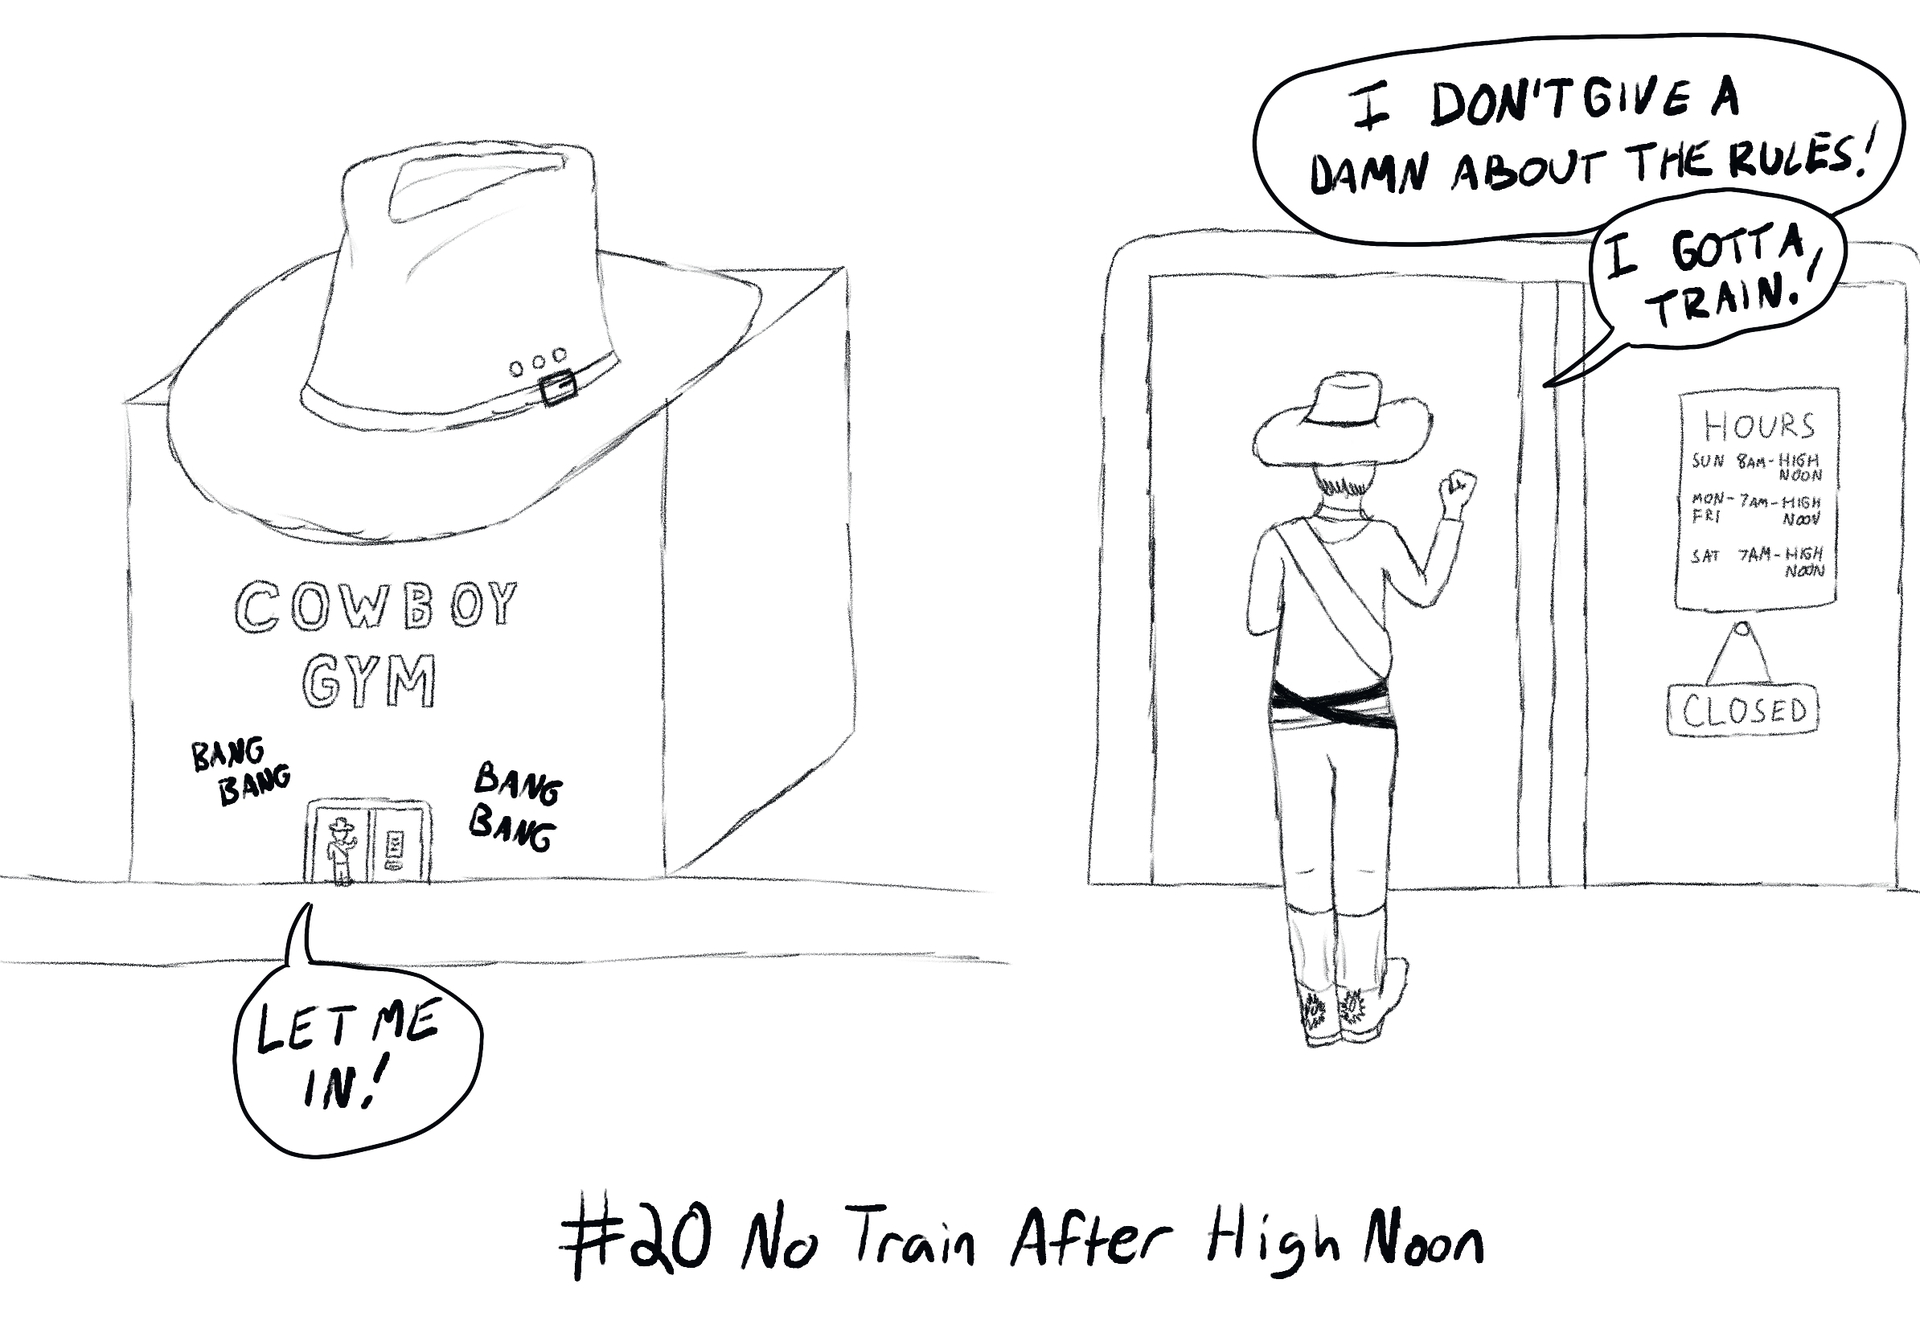 COWBOY
GYM
BANG
BANG
BANG
BANG
LET ME
IN!
I DON'T GIVE A
DAMN ABOUT THE RULES!
I GOTTA
TRAIN!
HOURS
SUN 8AM-HIGH
NOON
MON- 7AM-HIGH
FRI NOON
SAT 7AM-HIGH
NOON
CLOSED
#20 No Train After High Noon